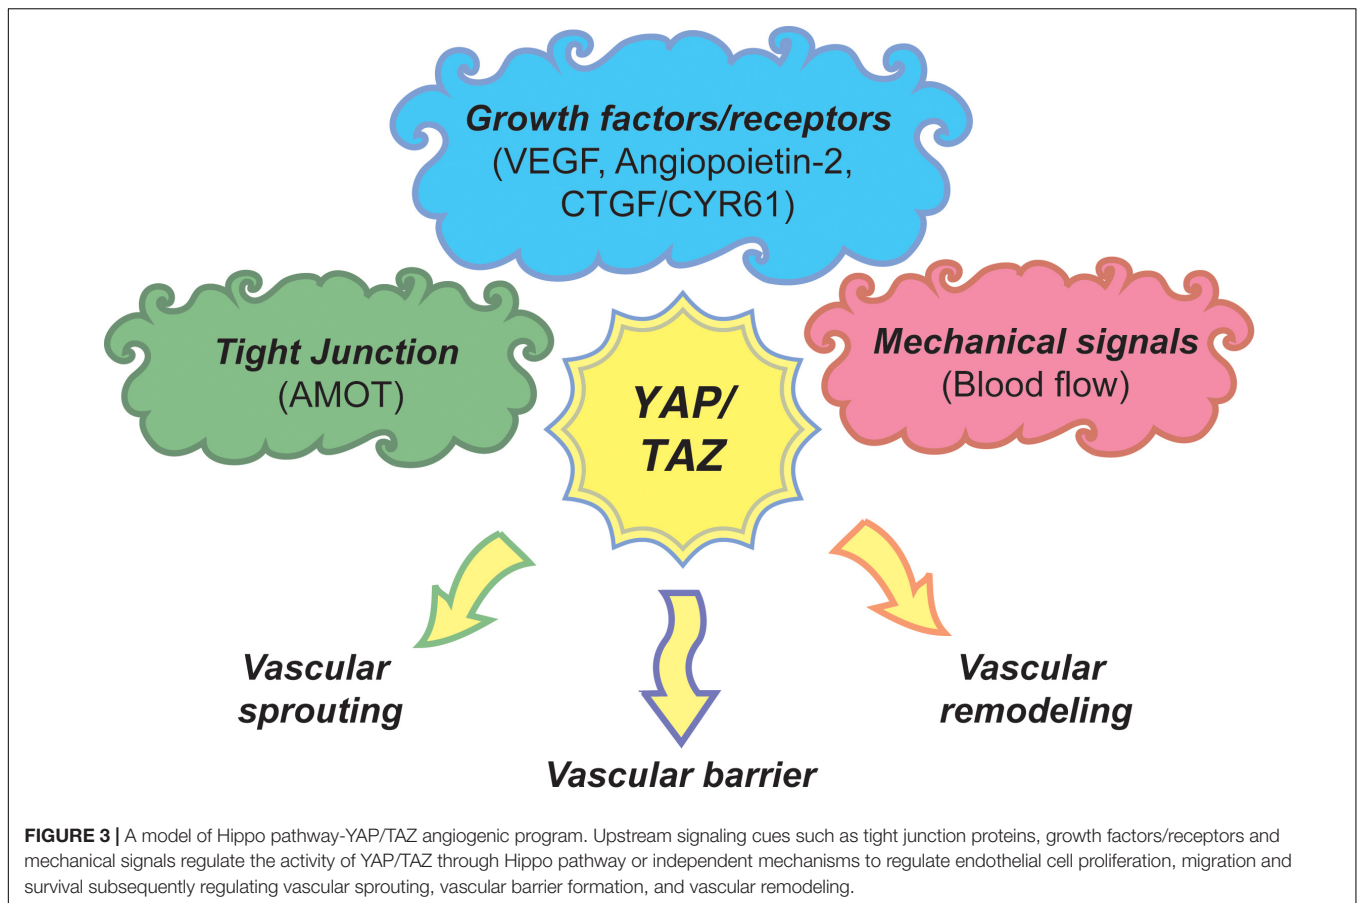 Growth factors/receptors
(VEGF, Angiopoietin-2,
CTGF/CYR61)
Tight Junction
(AMOT)
Mechanical signals
(Blood flow)
YAP/
TAZ
Vascular
sprouting
Vascular barrier
Vascular
remodeling
FIGURE 3 | A model of Hippo pathway-YAP/TAZ angiogenic program. Upstream signaling cues such as tight junction proteins, growth factors/receptors and
mechanical signals regulate the activity of YAP/TAZ through Hippo pathway or independent mechanisms to regulate endothelial cell proliferation, migration and
survival subsequently regulating vascular sprouting, vascular barrier formation, and vascular remodeling.